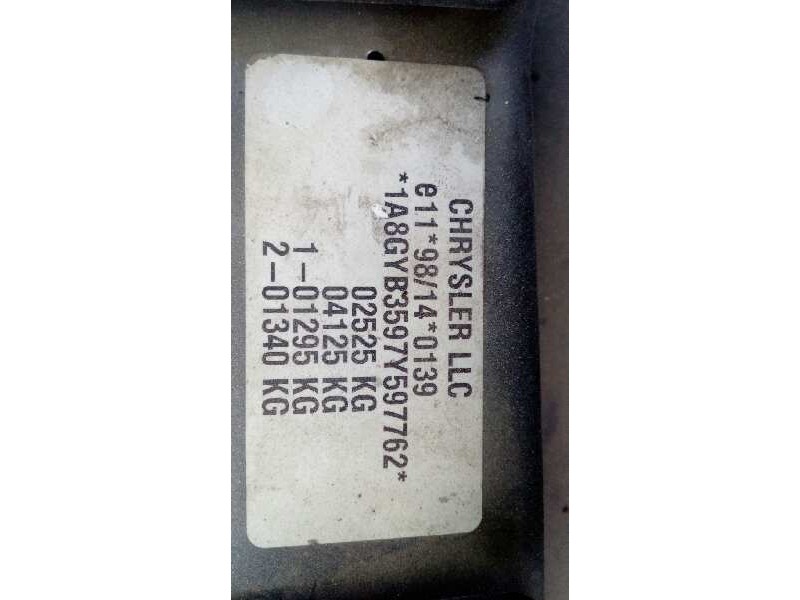 CHRYSLER LLC
e11*98/14*0139
*1A8GYB3597Y597762*
02525 KG
04125 KG
1-01295 KG
2-01340 KG